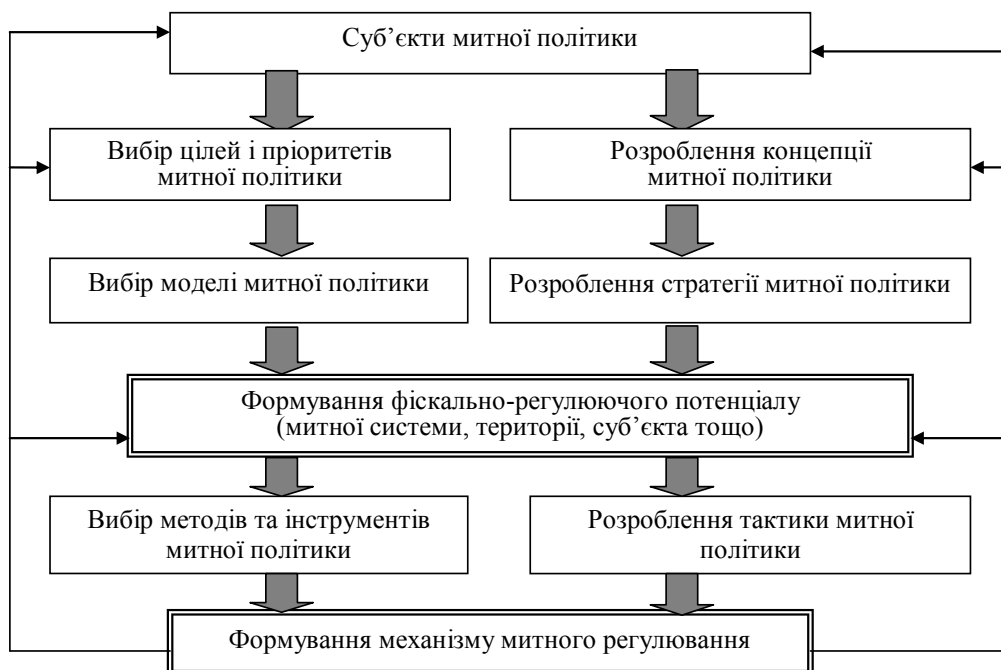 Суб’єкти митної політики
Вибір цілей і пріоритетів
митної політики
Розроблення концепції
митної політики
Вибір моделі митної політики
Розроблення стратегії митної політики
Формування фіскально-регулюючого потенціалу
(митної системи, території, суб’єкта тощо)
Вибір методів та інструментів
митної політики
Розроблення тактики митної
політики
Формування механізму митного регулювання